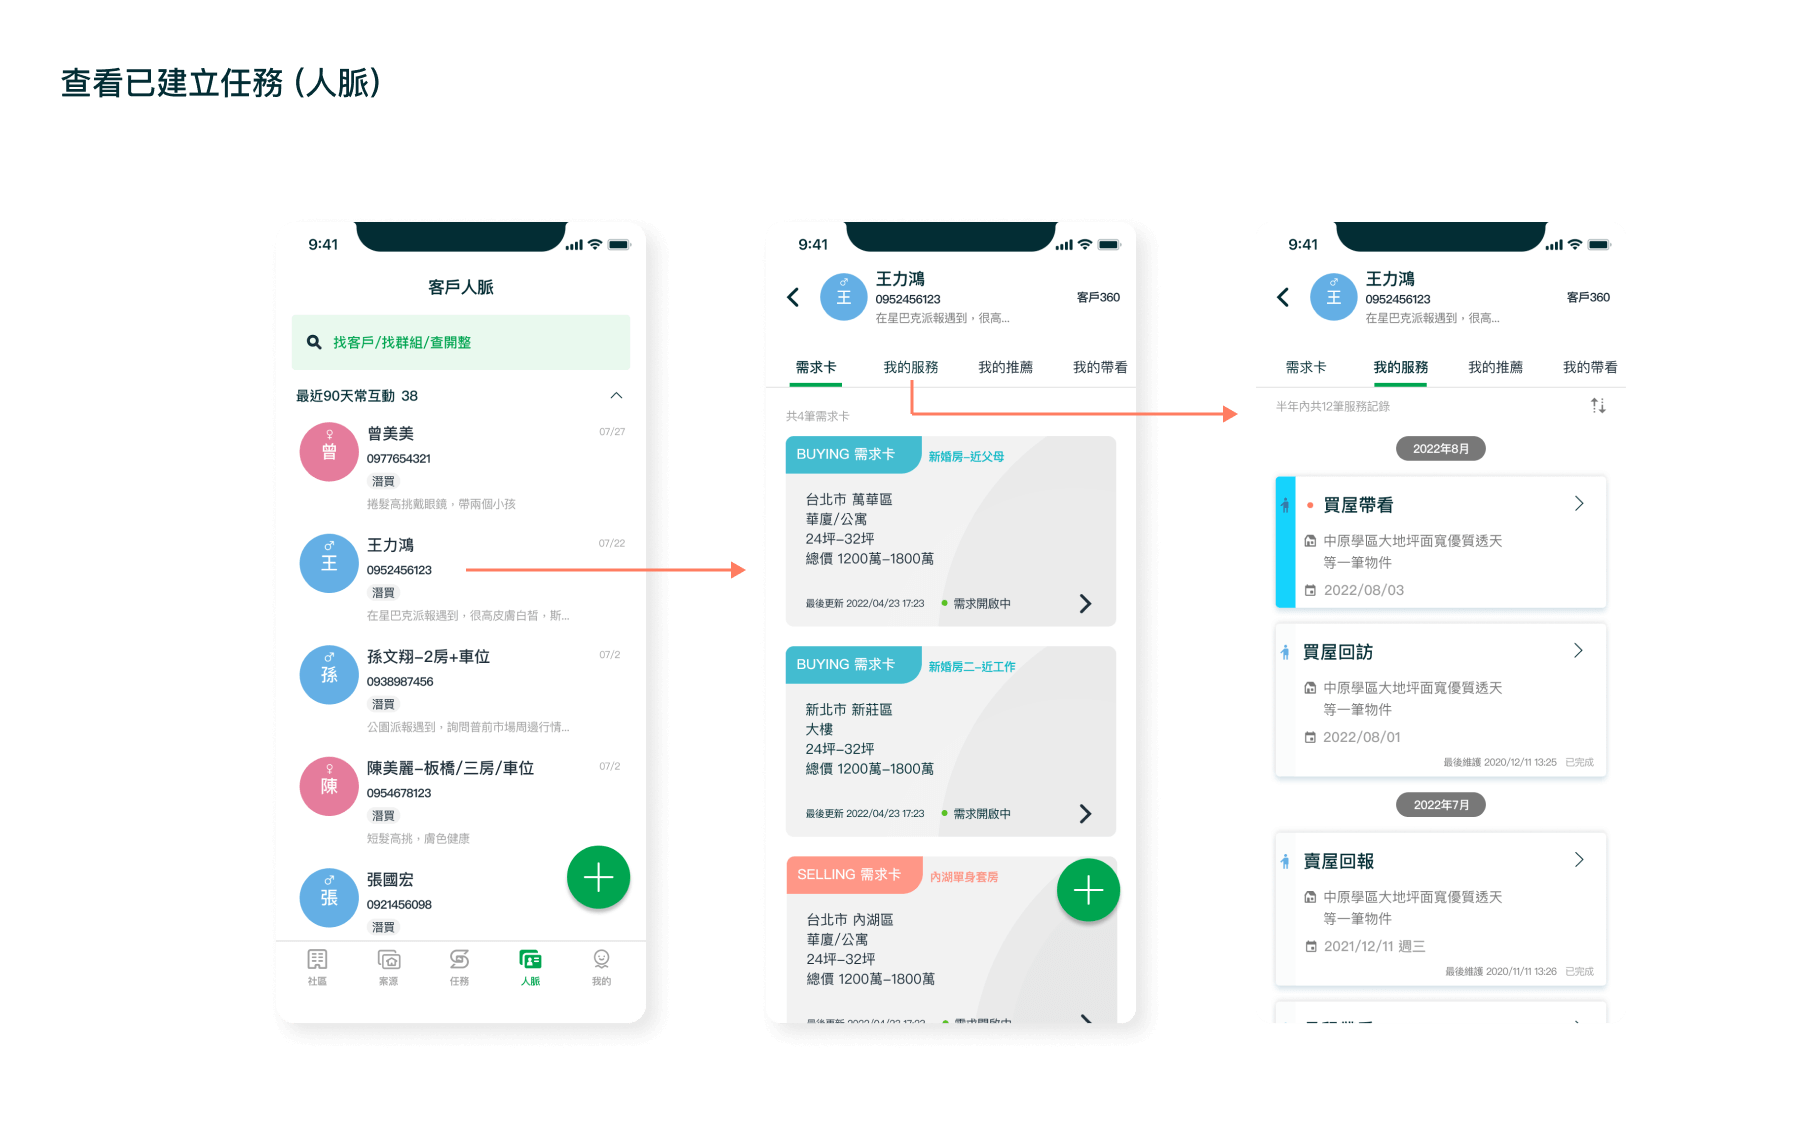 查看已建立任務 (人脈)
9:41
客戶人脈
找客戶/找群組/查開整
最近90天常互動 38
♀
曾
曾美美
07/27
0977654321
潛買
捲髮高挑戴眼鏡，帶兩個小孩
♂
王
王力鴻
07/22
0952456123
潛買
在星巴克派報遇到，很高皮膚白皙，斯...
♂
孫
孫文翔-2房+車位
07/2
0938987456
潛買
公園派報遇到，詢問普前市場周邊行情...
♀
陳
陳美麗-板橋/三房/車位
07/2
0954678123
潛買
短髮高挑，膚色健康
♂
張
張國宏
0921456098
潛買
社區
案源
任務
人脈
我的
9:41
♂
王
王力鴻
0952456123
在星巴克派報遇到，很高...
客戶360
需求卡 我的服務 我的推薦 我的帶看
共4筆需求卡
BUYING 需求卡
新婚房-近父母
台北市 萬華區
華廈/公寓
24坪-32坪
總價 1200萬-1800萬
最後更新 2022/04/23 17:23
需求開啟中
BUYING 需求卡
新婚房二-近工作
新北市 新莊區
大樓
24坪-32坪
總價 1200萬-1800萬
最後更新 2022/04/23 17:23
需求開啟中
SELLING 需求卡
內湖單身套房
台北市 內湖區
華廈/公寓
24坪-32坪
總價 1200萬-1800萬
9:41
♂
王
王力鴻
0952456123
在星巴克派報遇到，很高...
客戶360
需求卡 我的服務 我的推薦 我的帶看
半年內共12筆服務記錄
2022年8月
買屋帶看
中原學區大地坪面寬優質透天
等一筆物件
2022/08/03
買屋回訪
中原學區大地坪面寬優質透天
等一筆物件
2022/08/01
最後維護 2020/12/11 13:25 已完成
2022年7月
賣屋回報
中原學區大地坪面寬優質透天
等一筆物件
2021/12/11 週三
最後維護 2020/11/11 13:26 已完成